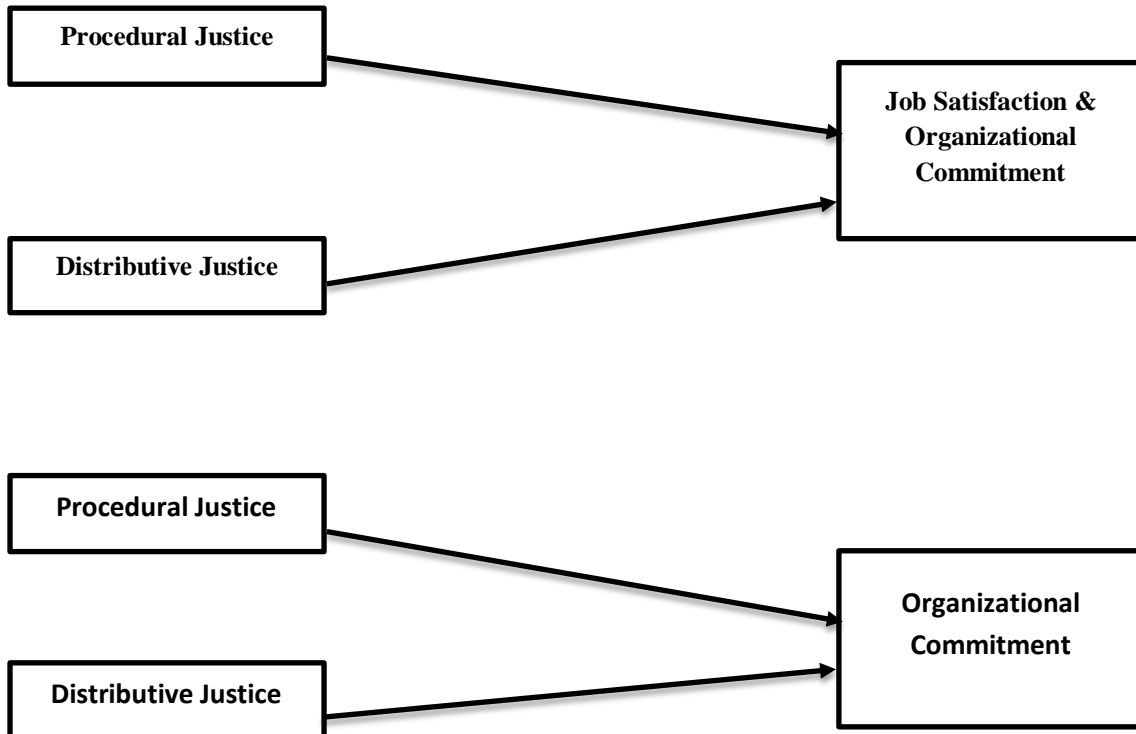 Procedural Justice
Job Satisfaction &
Organizational
Commitment
Distributive Justice
Procedural Justice
Organizational
Commitment
Distributive Justice